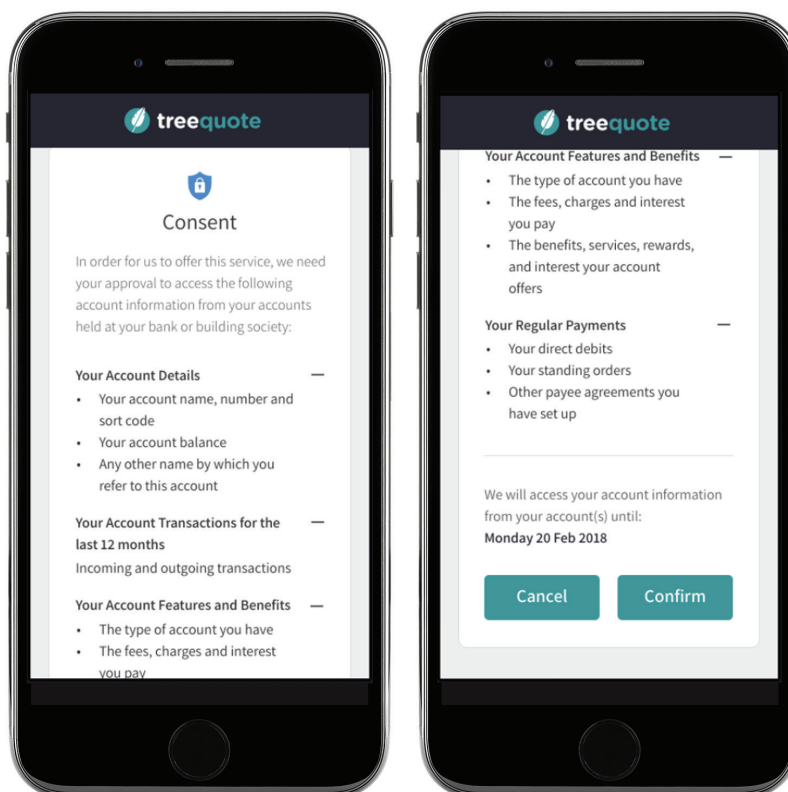 treequote
Consent
In order for us to offer this service, we need
your approval to access the following
account information from your accounts
held at your bank or building society:
Your Account Details —
• Your account name, number and
sort code
• Your account balance
• Any other name by which you
refer to this account
Your Account Transactions for the —
last 12 months
Incoming and outgoing transactions
Your Account Features and Benefits —
• The type of account you have
• The fees, charges and interest
you pay
treequote
Your Account Features and Benefits —
• The type of account you have
• The fees, charges and interest
you pay
• The benefits, services, rewards,
and interest your account
offers
Your Regular Payments —
• Your direct debits
• Your standing orders
• Other payee agreements you
have set up
We will access your account information
from your account(s) until:
Monday 20 Feb 2018
Cancel Confirm